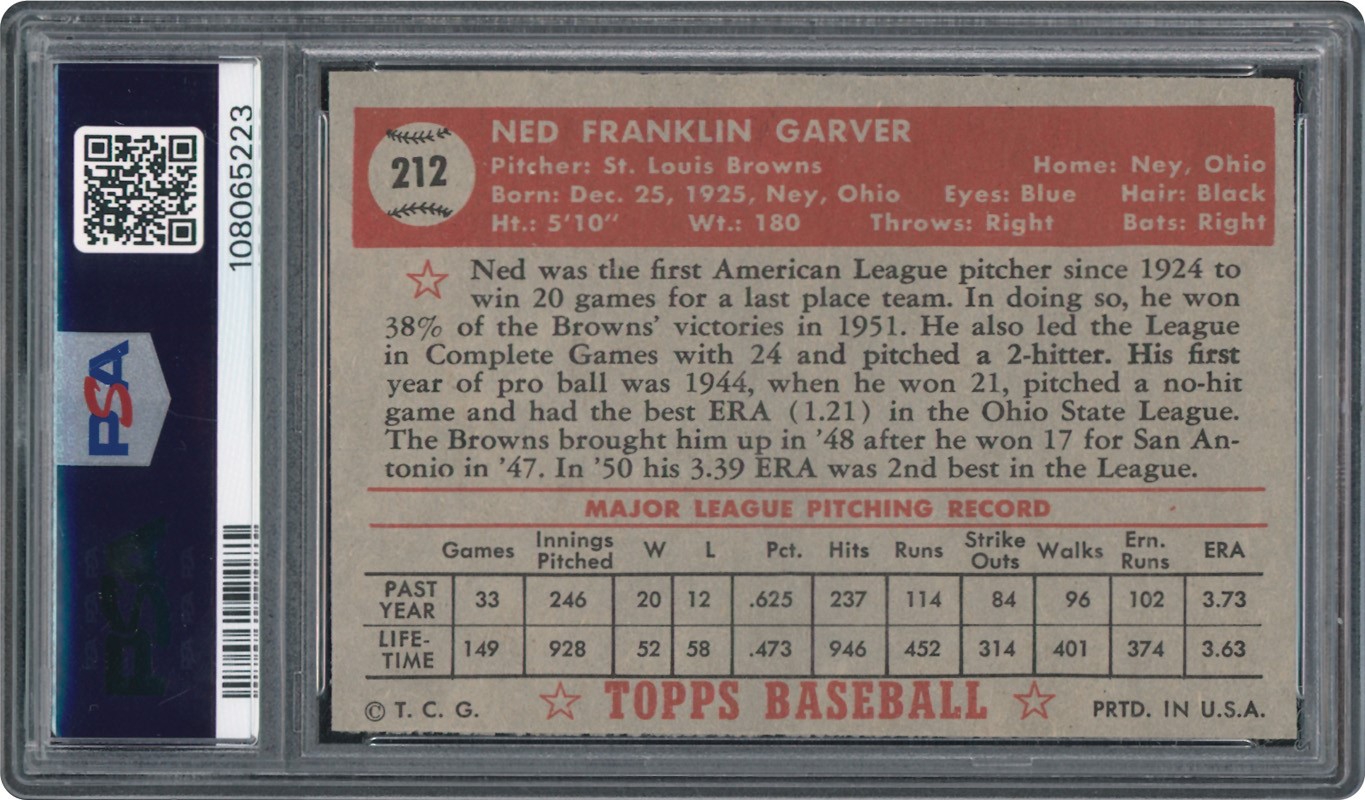 108065223
PSA
212
NED FRANKLIN GARVER
Pitcher: St. Louis Browns Home: Ney, Ohio
Born: Dec. 25, 1925, Ney, Ohio Eyes: Blue Hair: Black
Ht.: 5'10" Wt.: 180 Throws: Right Bats: Right
Ned was the first American League pitcher since 1924 to
win 20 games for a last place team. In doing so, he won
38% of the Browns' victories in 1951. He also led the League
in Complete Games with 24 and pitched a 2-hitter. His first
year of pro ball was 1944, when he won 21, pitched a no-hit
game and had the best ERA (1.21) in the Ohio State League.
The Browns brought him up in '48 after he won 17 for San An-
tonio in '47. In '50 his 3.39 ERA was 2nd best in the League.
MAJOR LEAGUE PITCHING RECORD
Games Innings Pitched W L Pct. Hits Runs Strike Outs Walks Ern. Runs ERA
PAST YEAR 33 246 20 12 .625 237 114 84 96 102 3.73
LIFE-TIME 149 928 52 58 .473 946 452 314 401 374 3.63
© T. C. G. TOPPS BASEBALL PRTD. IN U.S.A.
PSA